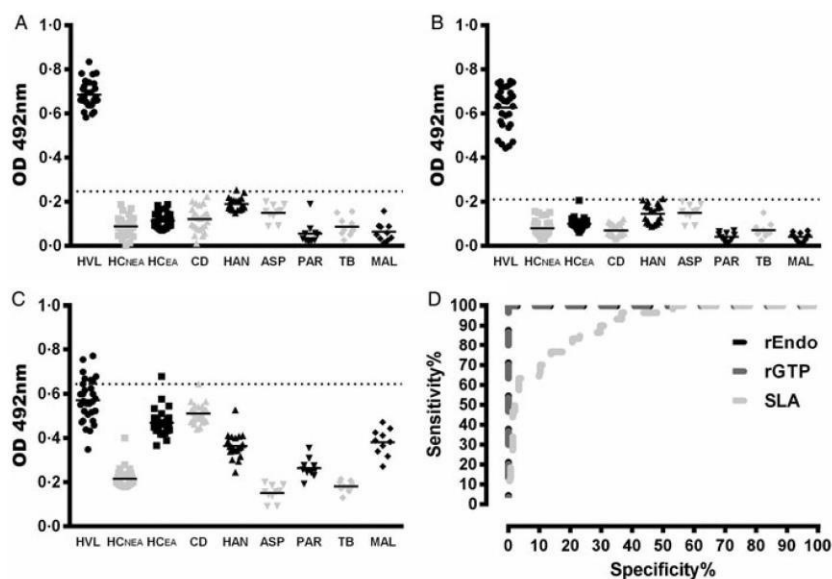 A
OD 492nm
1·0
0·8
0·6
0·4
0·2
0·0
HVL HCNEA HCEA CD HAN ASP PAR TB MAL
B
OD 492nm
1·0
0·8
0·6
0·4
0·2
0·0
HVL HCNEA HCEA CD HAN ASP PAR TB MAL
C
OD 492nm
1·0
0·8
0·6
0·4
0·2
0·0
HVL HCNEA HCEA CD HAN ASP PAR TB MAL
D
Sensitivity%
100
90
80
70
60
50
40
30
20
10
0
rEndo
rGTP
SLA
0 10 20 30 40 50 60 70 80 90 100
Specificity%